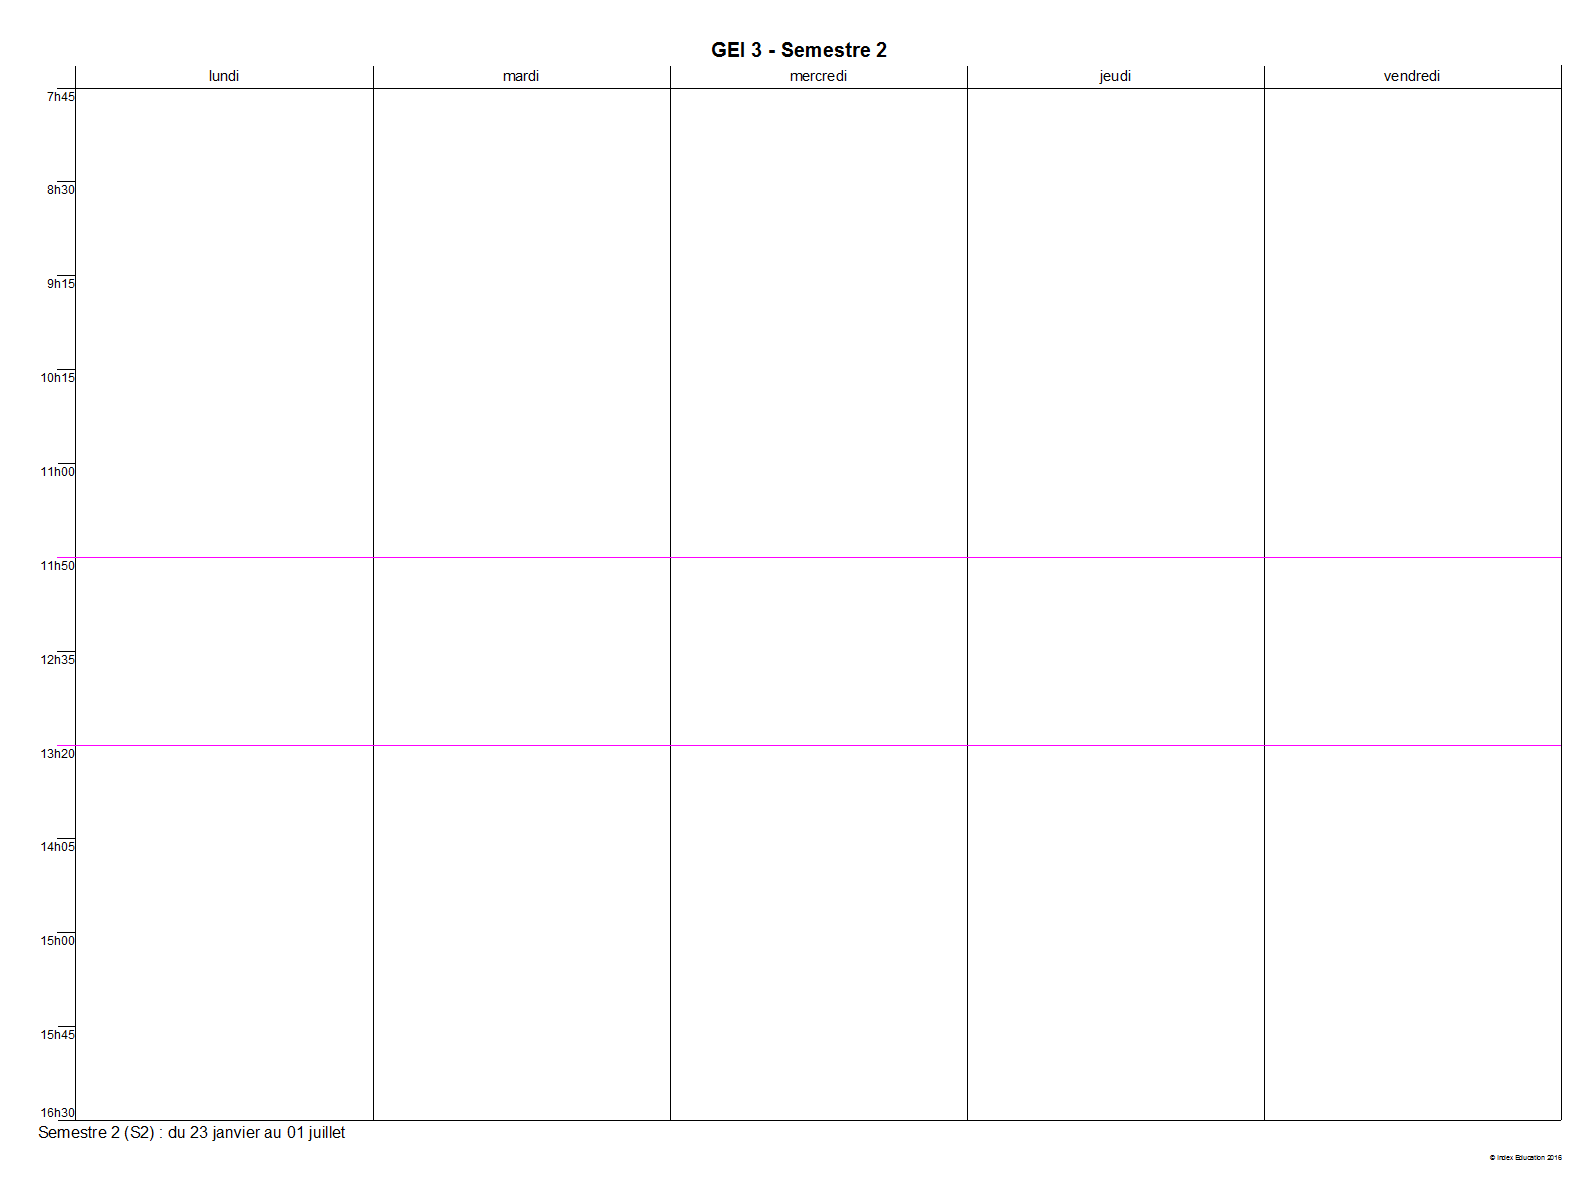 GEI 3 - Semestre 2
lundi mardi mercredi jeudi vendredi
7h45
8h30
9h15
10h15
11h00
11h50
12h35
13h20
14h05
15h00
15h45
16h30
Semestre 2 (S2) : du 23 janvier au 01 juillet
© Index Education 2016